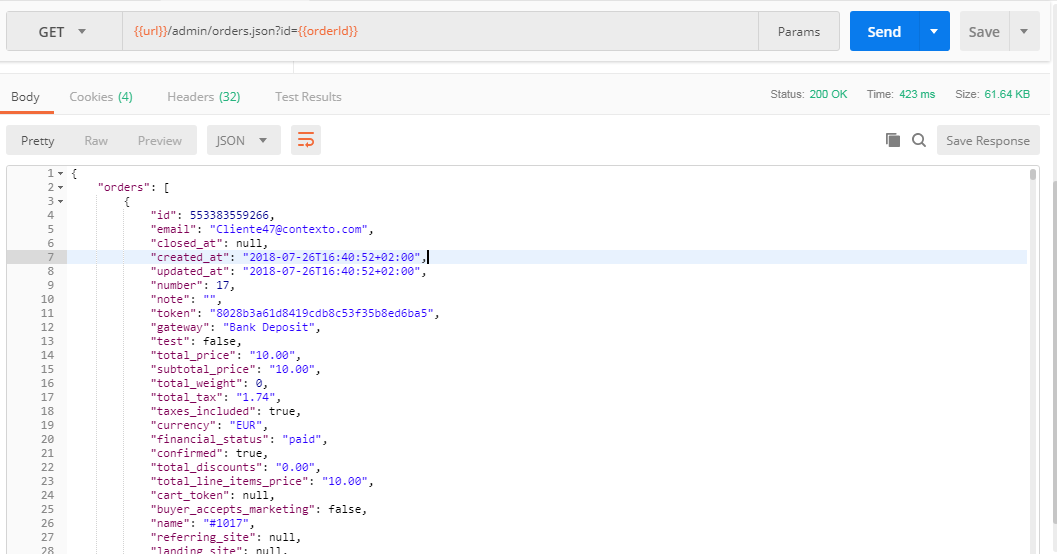 GET {{url}}/admin/orders.json?id={{orderId}} Params Send Save
Body Cookies (4) Headers (32) Test Results Status: 200 OK Time: 423 ms Size: 61.64 KB
Pretty Raw Preview JSON Save Response
1 {
2 "orders": [
3 {
4 "id": 553383559266,
5 "email": "Cliente47@contexto.com",
6 "closed_at": null,
7 "created_at": "2018-07-26T16:40:52+02:00",
8 "updated_at": "2018-07-26T16:40:52+02:00",
9 "number": 17,
10 "note": "",
11 "token": "8028b3a61d8419cdb8c53f35b8ed6ba5",
12 "gateway": "Bank Deposit",
13 "test": false,
14 "total_price": "10.00",
15 "subtotal_price": "10.00",
16 "total_weight": 0,
17 "total_tax": "1.74",
18 "taxes_included": true,
19 "currency": "EUR",
20 "financial_status": "paid",
21 "confirmed": true,
22 "total_discounts": "0.00",
23 "total_line_items_price": "10.00",
24 "cart_token": null,
25 "buyer_accepts_marketing": false,
26 "name": "#1017",
27 "referring_site": null,
28 "landing_site": null,